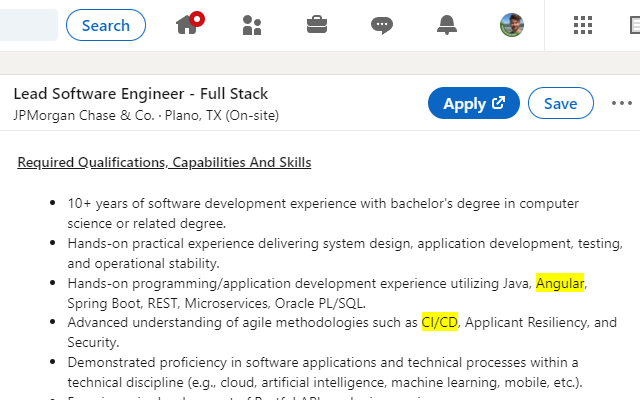 Search
Lead Software Engineer - Full Stack
JPMorgan Chase & Co. · Plano, TX (On-site)
Apply
Save
Required Qualifications, Capabilities And Skills
10+ years of software development experience with bachelor's degree in computer
science or related degree.
Hands-on practical experience delivering system design, application development, testing,
and operational stability.
Hands-on programming/application development experience utilizing Java, Angular,
Spring Boot, REST, Microservices, Oracle PL/SQL.
Advanced understanding of agile methodologies such as CI/CD, Applicant Resiliency, and
Security.
Demonstrated proficiency in software applications and technical processes within a
technical discipline (e.g., cloud, artificial intelligence, machine learning, mobile, etc.).